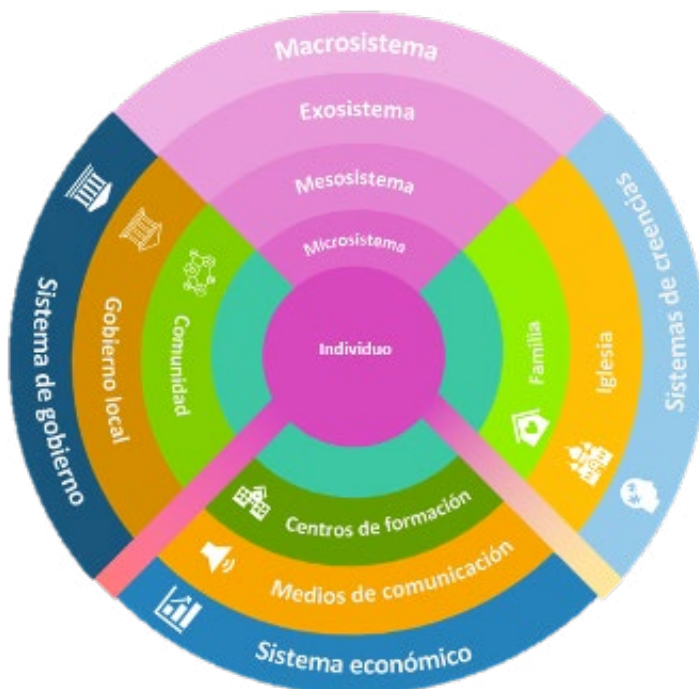 Macrosistema
Exosistema
Mesosistema
Microsistema
Individuo
Sistema de gobierno
Gobierno local
Comunidad
Familia
Iglesia
Sistemas de creencias
Centros de formación
Medios de comunicación
Sistema económico